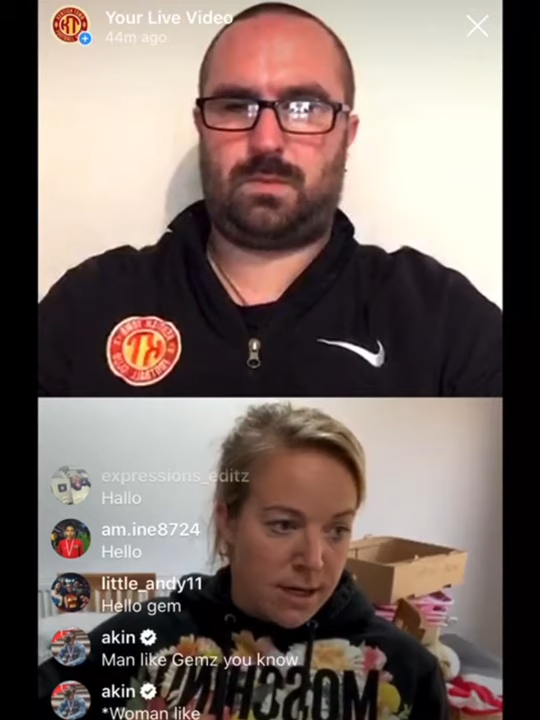 Your Live Video
44m ago
expressions_editz
Hallo
am.ine8724
Hello
little_andy11
Hello gem
akin
Man like Gemz you know
akin
*Woman like
MOSCHINO